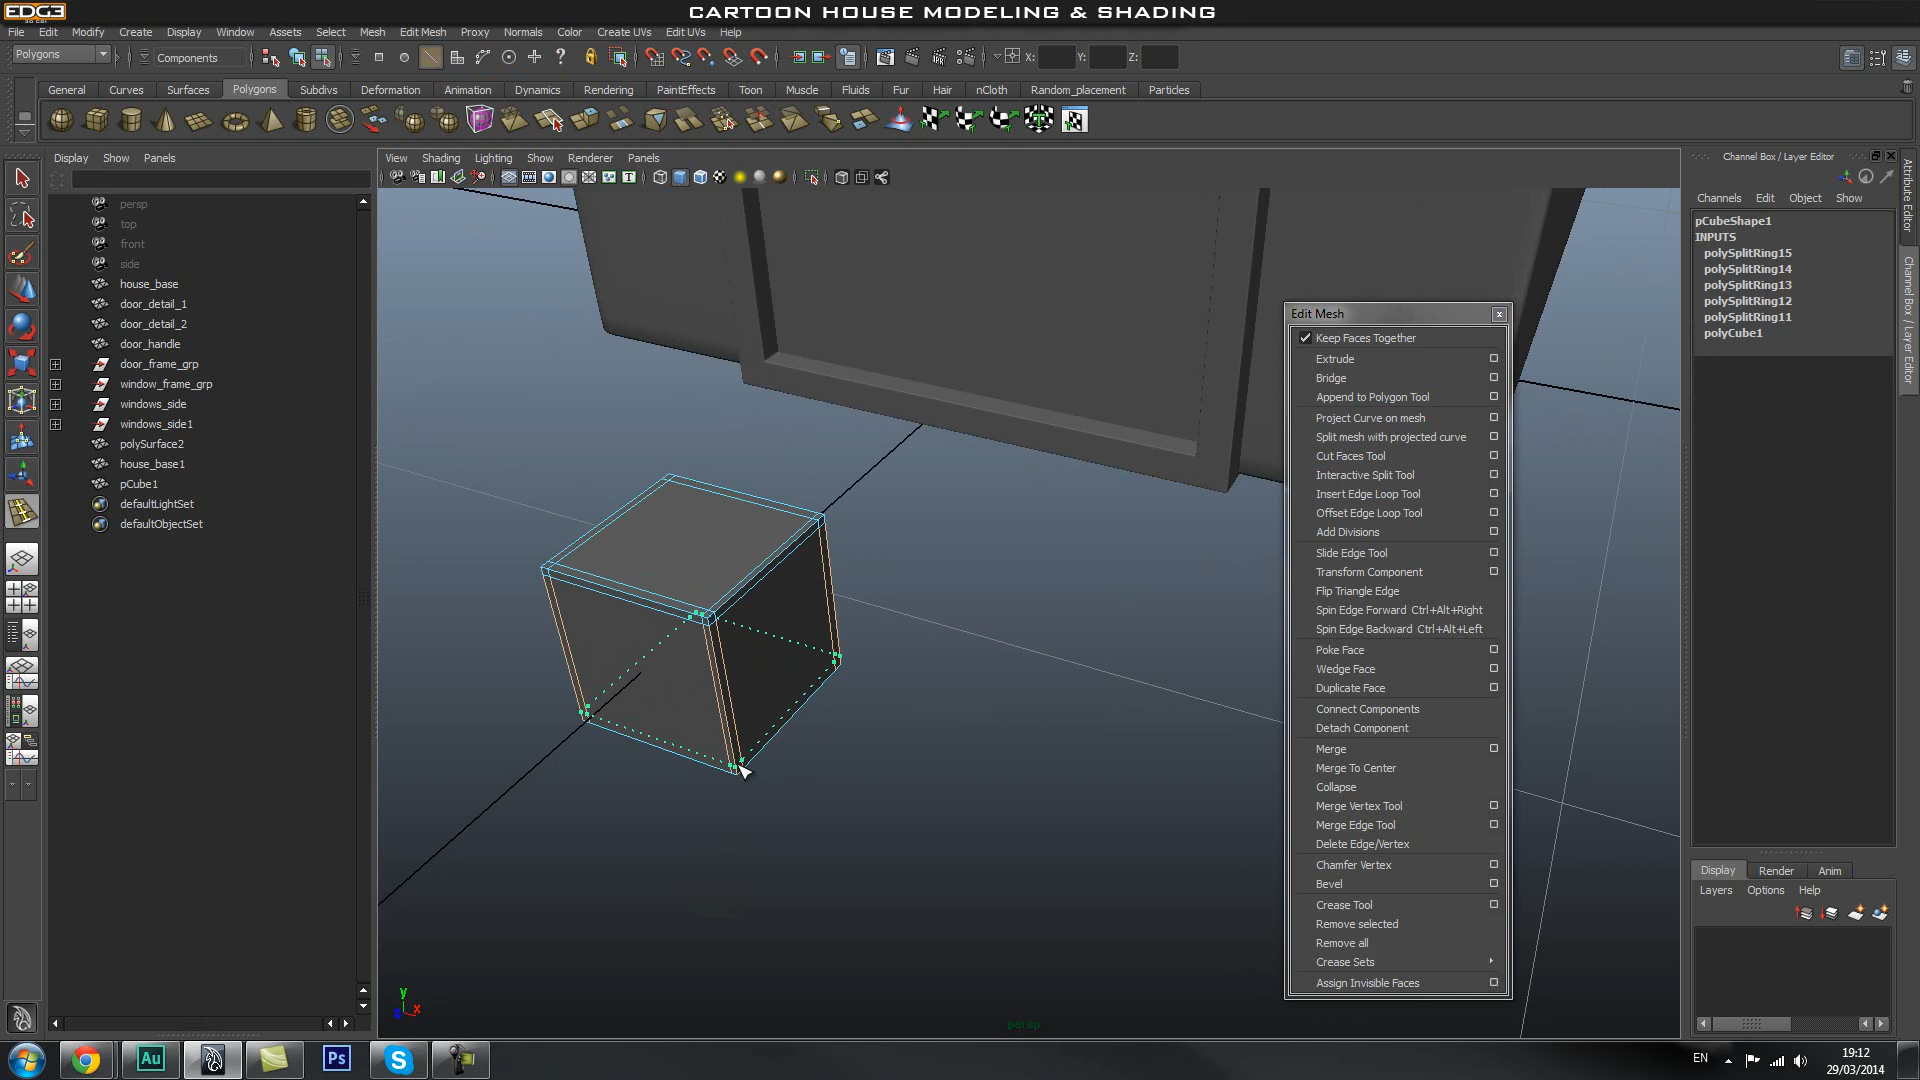 EDG3
3D CGI
CARTOON HOUSE MODELING & SHADING
File Edit Modify Create Display Window Assets Select Mesh Edit Mesh Proxy Normals Color Create UVs Edit UVs Help
Polygons Components X: Y: Z:
General Curves Surfaces Polygons Subdivs Deformation Animation Dynamics Rendering PaintEffects Toon Muscle Fluids Fur Hair nCloth Random_placement Particles
Display Show Panels
View Shading Lighting Show Renderer Panels
persp
top
front
side
house_base
door_detail_1
door_detail_2
door_handle
door_frame_grp
window_frame_grp
windows_side
windows_side1
polySurface2
house_base1
pCube1
defaultLightSet
defaultObjectSet
persp
y
x
Edit Mesh
Keep Faces Together
Extrude
Bridge
Append to Polygon Tool
Project Curve on mesh
Split mesh with projected curve
Cut Faces Tool
Interactive Split Tool
Insert Edge Loop Tool
Offset Edge Loop Tool
Add Divisions
Slide Edge Tool
Transform Component
Flip Triangle Edge
Spin Edge Forward Ctrl+Alt+Right
Spin Edge Backward Ctrl+Alt+Left
Poke Face
Wedge Face
Duplicate Face
Connect Components
Detach Component
Merge
Merge To Center
Collapse
Merge Vertex Tool
Merge Edge Tool
Delete Edge/Vertex
Chamfer Vertex
Bevel
Crease Tool
Remove selected
Remove all
Crease Sets
Assign Invisible Faces
Channel Box / Layer Editor
Channels Edit Object Show
pCubeShape1
INPUTS
polySplitRing15
polySplitRing14
polySplitRing13
polySplitRing12
polySplitRing11
polyCube1
Attribute Editor
Channel Box / Layer Editor
Display Render Anim
Layers Options Help
Au
Ps
EN
19:12
29/03/2014